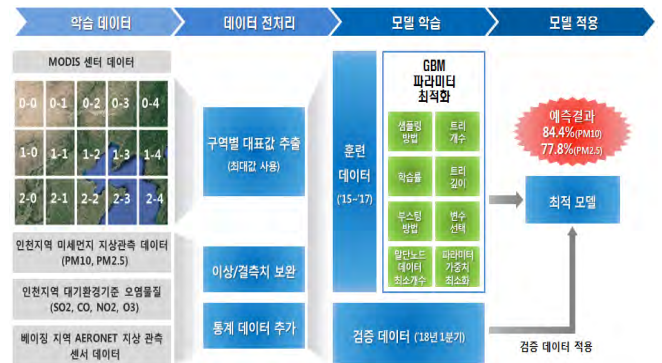 학습 데이터
데이터 전처리
모델 학습
모델 적용
MODIS 센터 데이터
0-0 0-1 0-2 0-3 0-4
1-0 1-1 1-2 1-3 1-4
2-0 2-1 2-2 2-3 2-4
인천지역 미세먼지 지상관측 데이터
(PM10, PM2.5)
인천지역 대기환경기준 오염물질
(SO2, CO, NO2, O3)
베이징 지역 AERONET 지상 관측
센서 데이터
구역별 대표값 추출
(최대값 사용)
이상/결측치 보완
통계 데이터 추가
훈련
데이터
('15~'17)
GBM
파라미터
최적화
샘플링
방법
트리
개수
학습률
트리
깊이
부스팅
방법
변수
선택
말단노드
데이터
최소개수
파라미터
가중치
최소화
검증 데이터 ('18년 1분기)
예측결과
84.4%(PM10)
77.8%(PM2.5)
최적 모델
검증 데이터 적용